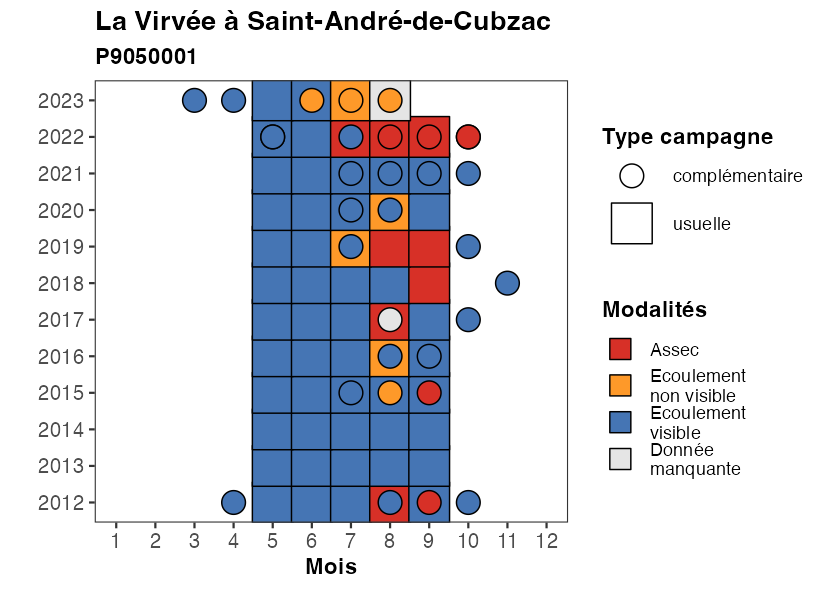 La Virvée à Saint-André-de-Cubzac
P9050001
2023
2022
2021
2020
2019
2018
2017
2016
2015
2014
2013
2012
1 2 3 4 5 6 7 8 9 10 11 12
Mois
Type campagne
complémentaire
usuelle
Modalités
Assec
Ecoulement
non visible
Ecoulement
visible
Donnée
manquante